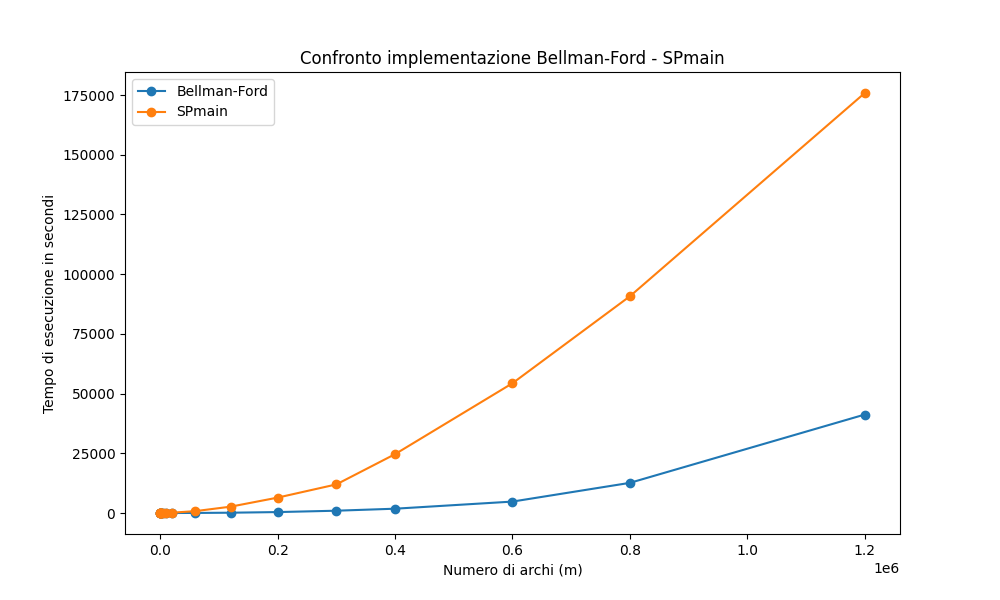 Confronto implementazione Bellman-Ford - SPmain
Bellman-Ford
SPmain
175000
150000
125000
100000
75000
50000
25000
0
Tempo di esecuzione in secondi
0.0 0.2 0.4 0.6 0.8 1.0 1.2
1e6
Numero di archi (m)